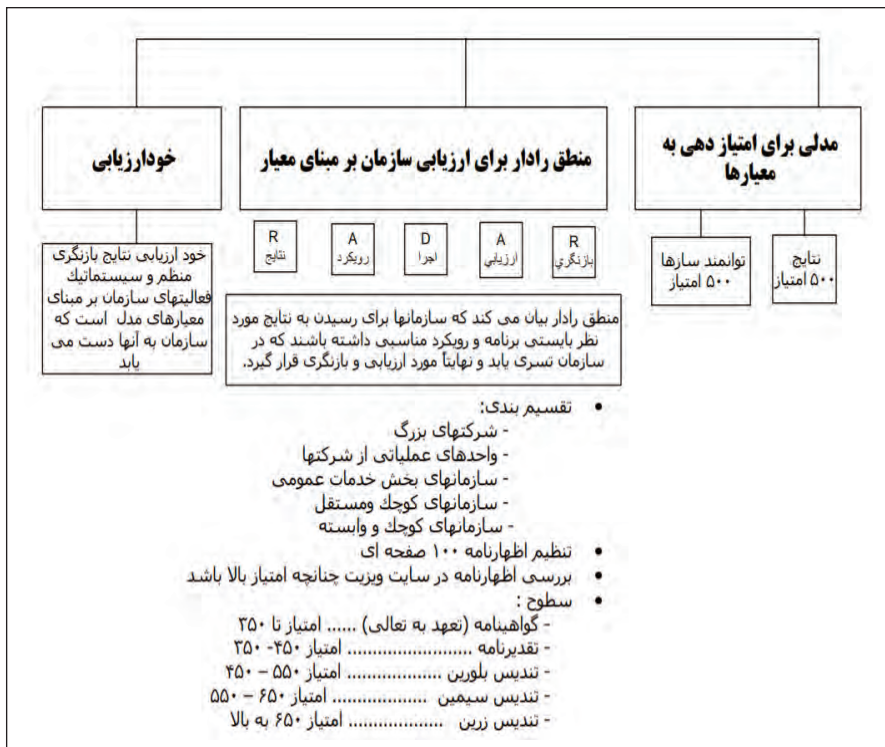 مدلی برای امتیاز دهی به
معیارها
منطق رادار برای ارزیابی سازمان بر مبنای معیار
خودارزیابی
نتایج
۵۰۰ امتیاز
توانمند سازها
۵۰۰ امتیاز
R
بازنگري
A
ارزیابي
D
اجرا
A
رویکرد
R
نتایج
منطق رادار بیان می کند که سازمانها برای رسیدن به نتایج مورد
نظر بایستی برنامه و رویکرد مناسبی داشته باشند که در
سازمان تسری یابد و نهایتاً مورد ارزیابی و بازنگری قرار گیرد.
خود ارزیابی نتایج بازنگری
منظم و سیستماتيك
فعالیتهای سازمان بر مبنای
معیارهای مدل است که
سازمان به آنها دست می
یابد
• تقسیم بندی:
- شرکتهای بزرگ
- واحدهای عملیاتی از شرکتها
- سازمانهای بخش خدمات عمومی
- سازمانهای کوچك ومستقل
- سازمانهای کوچك و وابسته
• تنظیم اظهارنامه ۱۰۰ صفحه ای
• بررسی اظهارنامه در سایت ویزیت چنانچه امتیاز بالا باشد
• سطوح :
- گواهینامه (تعهد به تعالی) ...... امتیاز تا ۳۵۰
- تقدیرنامه ........................ امتیاز ۴۵۰- ۳۵۰
- تندیس بلورین ................... امتیاز ۵۵۰ – ۴۵۰
- تندیس سیمین ................... امتیاز ۶۵۰ – ۵۵۰
- تندیس زرین ................... امتیاز ۶۵۰ به بالا